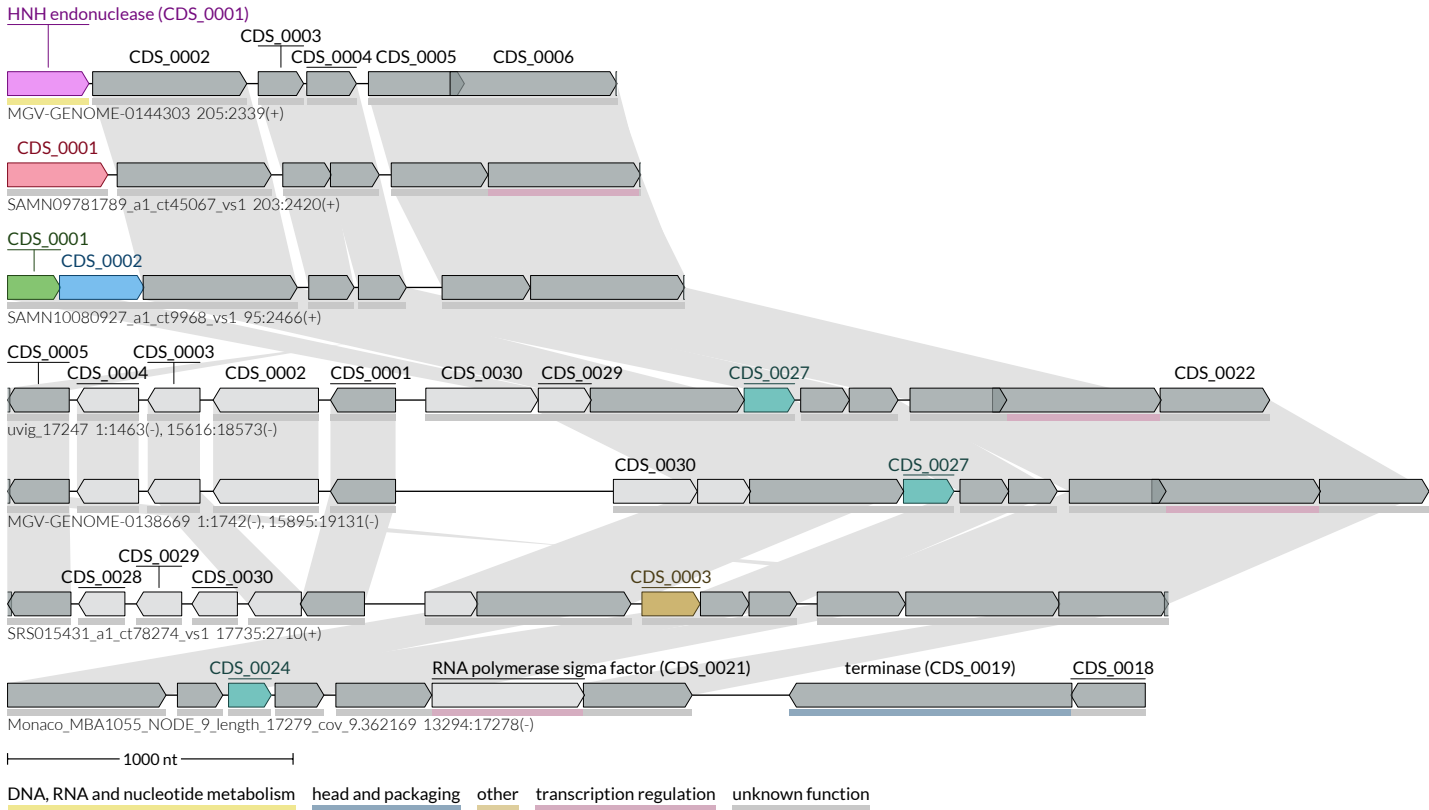 HNH endonuclease (CDS_0001)
CDS_0003
CDS_0002 CDS_0004 CDS_0005 CDS_0006
MGV-GENOME-0144303 205:2339(+)
CDS_0001
SAMN09781789_a1_ct45067_vs1 203:2420(+)
CDS_0001
CDS_0002
SAMN10080927_a1_ct9968_vs1 95:2466(+)
CDS_0005 CDS_0003
CDS_0004 CDS_0002 CDS_0001 CDS_0030 CDS_0029 CDS_0027 CDS_0022
uvig_17247 1:1463(-), 15616:18573(-)
CDS_0030 CDS_0027
MGV-GENOME-0138669 1:1742(-), 15895:19131(-)
CDS_0029
CDS_0028 CDS_0030 CDS_0003
SRS015431_a1_ct78274_vs1 17735:2710(+)
CDS_0024 RNA polymerase sigma factor (CDS_0021) terminase (CDS_0019) CDS_0018
Monaco_MBA1055_NODE_9_length_17279_cov_9.362169 13294:17278(-)
1000 nt
DNA, RNA and nucleotide metabolism head and packaging other transcription regulation unknown function